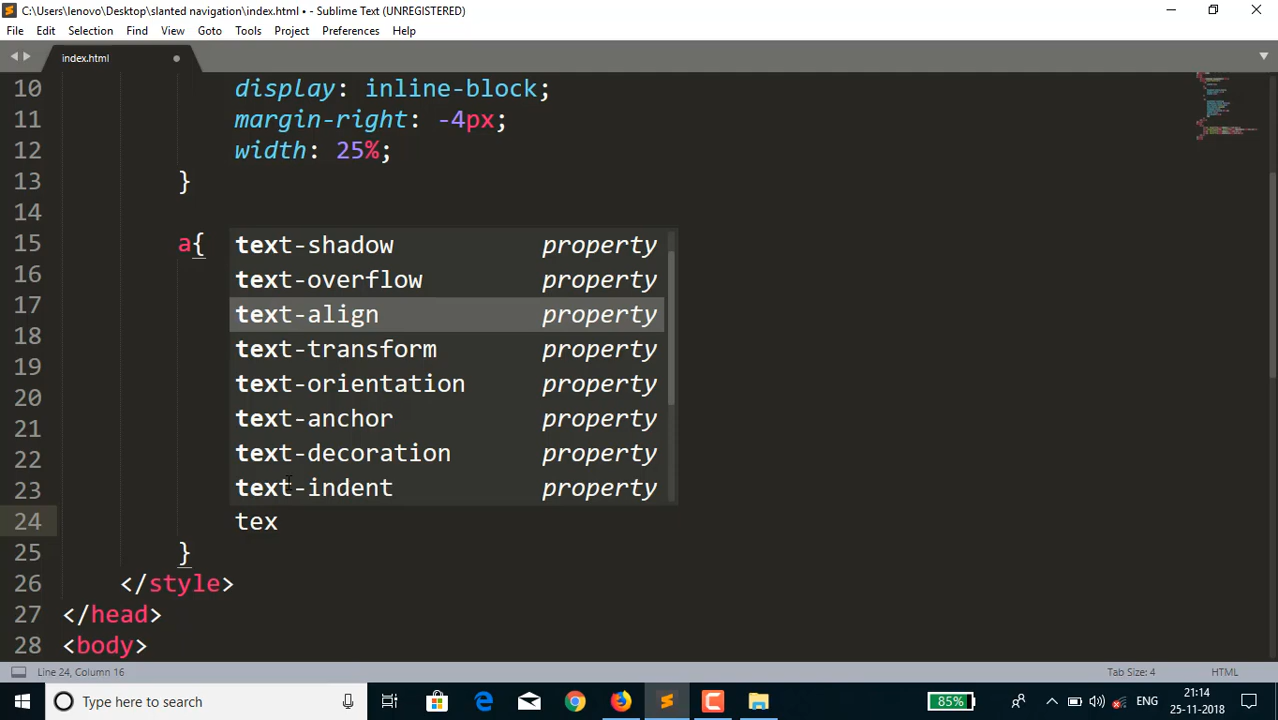 C:\Users\lenovo\Desktop\slanted navigation\index.html • - Sublime Text (UNREGISTERED)
File Edit Selection Find View Goto Tools Project Preferences Help
index.html
10 display: inline-block;
11 margin-right: -4px;
12 width: 25%;
13 }
14
15 a{
text-shadow property
16 text-overflow property
17 text-align property
18 text-transform property
19
20 text-orientation property
21 text-anchor property
22 text-decoration property
23 text-indent property
24 tex
25 }
26 </style>
27 </head>
28 <body>
Line 24, Column 16 Tab Size: 4 HTML
Type here to search 85% ENG 21:14
25-11-2018